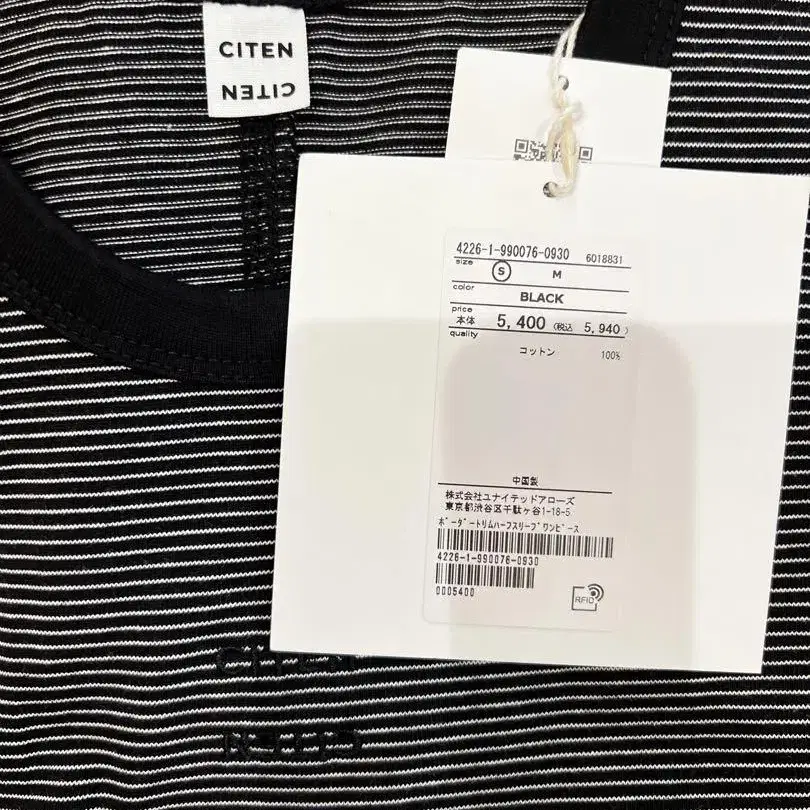 CITEN
CITEN
4226-1-990076-0930 6018831
size S M
color
BLACK
price
本体 5,400 (税込 5,940)
quality
コットン 100%
中国製
株式会社ユナイテッドアローズ
東京都渋谷区千駄ヶ谷1-18-5
ボーダートリムハーフスリーブワンピース
4226-1-990076-0930
0005400
RFID
CITEN
CITEN